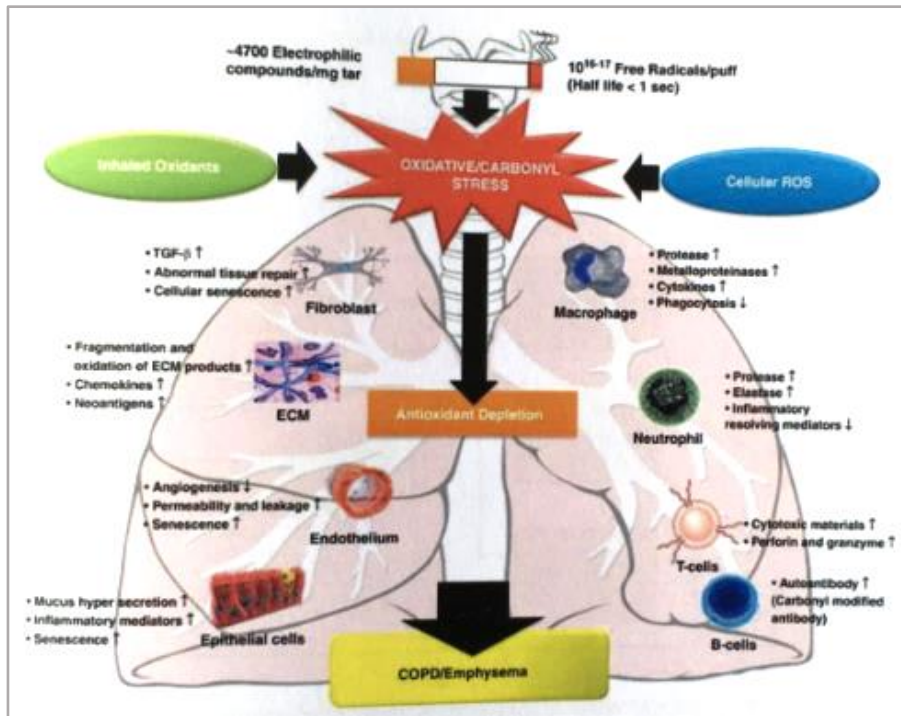 ~4700 Electrophilic
compounds/mg tar
10¹⁶⁻¹⁷ Free Radicals/puff
(Half life < 1 sec)
Inhaled Oxidants
OXIDATIVE/CARBONYL
STRESS
Cellular ROS
• TGF-β ↑
• Abnormal tissue repair ↑
• Cellular senescence ↑
Fibroblast
• Protease ↑
• Metalloproteinases ↑
• Cytokines ↑
• Phagocytosis ↓
Macrophage
• Fragmentation and
oxidation of ECM products ↑
• Chemokines ↑
• Neoantigens ↑
ECM
Antioxidant Depletion
• Protease ↑
• Elastase ↑
• Inflammatory
resolving mediators ↓
Neutrophil
• Angiogenesis ↓
• Permeability and leakage ↑
• Senescence ↑
Endothelium
• Cytotoxic materials ↑
• Perforin and granzyme ↑
T-cells
• Mucus hyper secretion ↑
• Inflammatory mediators ↑
• Senescence ↑
Epithelial cells
• Autoantibody ↑
(Carbonyl modified
antibody)
B-cells
COPD/Emphysema